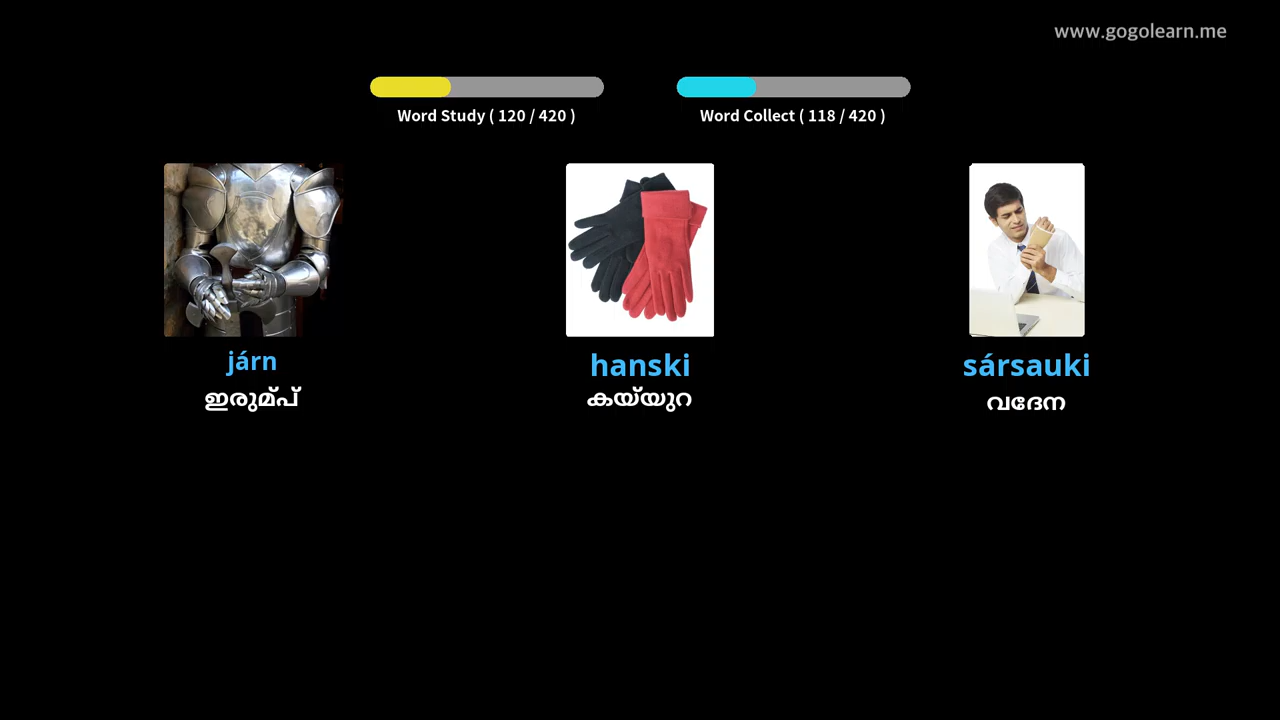 www.gogolearn.me
Word Study ( 120 / 420 )
Word Collect ( 118 / 420 )
járn
ഇരുമ്പ്
hanski
കയ്യുറ
sársauki
വദേന